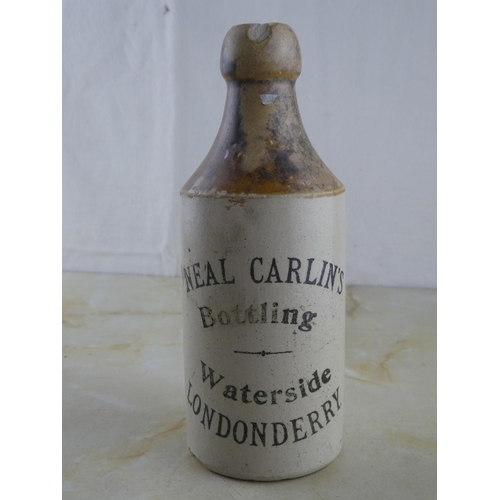 NEAL CARLIN'S
Bottling
Waterside
LONDONDERRY